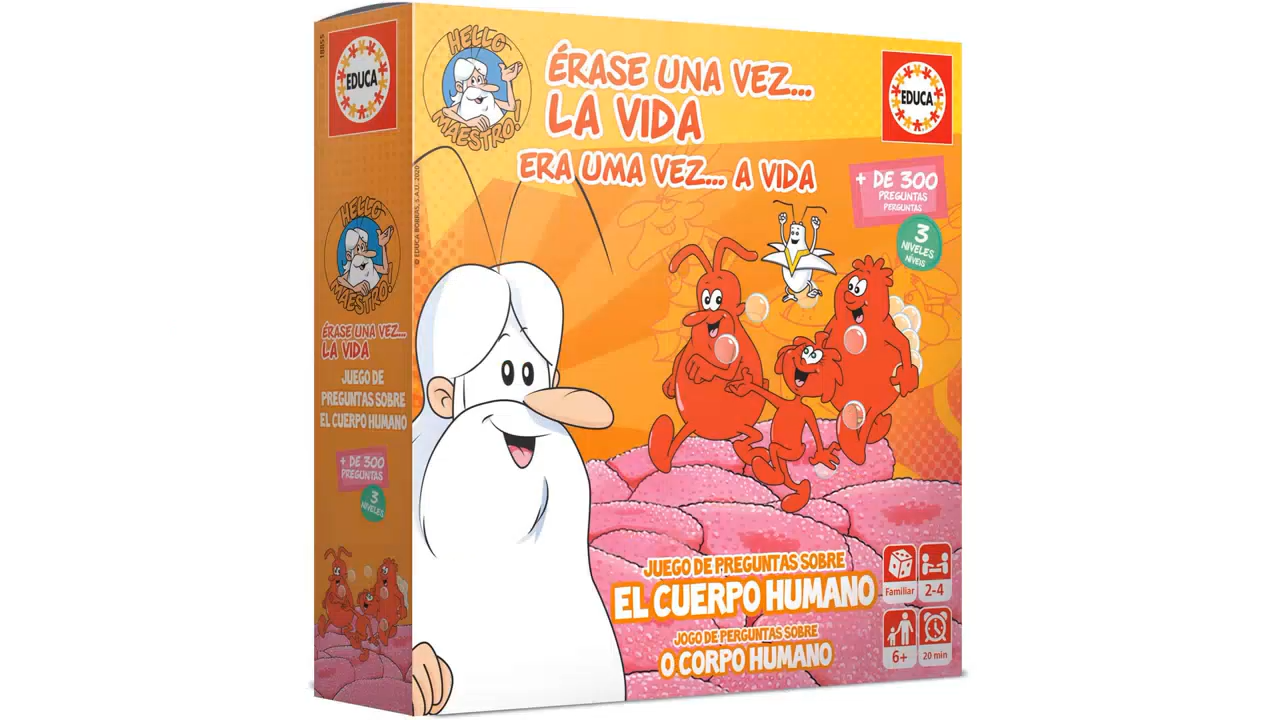 18855
EDUCA
HELLO
MAESTRO!
ÉRASE UNA VEZ...
LA VIDA
JUEGO DE
PREGUNTAS SOBRE
EL CUERPO HUMANO
+ DE 300
PREGUNTAS
3
NIVELES
© EDUCA BORRAS, S.A.U. 2020
HELLO
MAESTRO!
ÉRASE UNA VEZ...
LA VIDA
ERA UMA VEZ... A VIDA
EDUCA
+ DE 300
PREGUNTAS
PERGUNTAS
3
NIVELES
NÍVEIS
V
JUEGO DE PREGUNTAS SOBRE
EL CUERPO HUMANO
JOGO DE PERGUNTAS SOBRE
O CORPO HUMANO
Familiar
2-4
6+
20 min